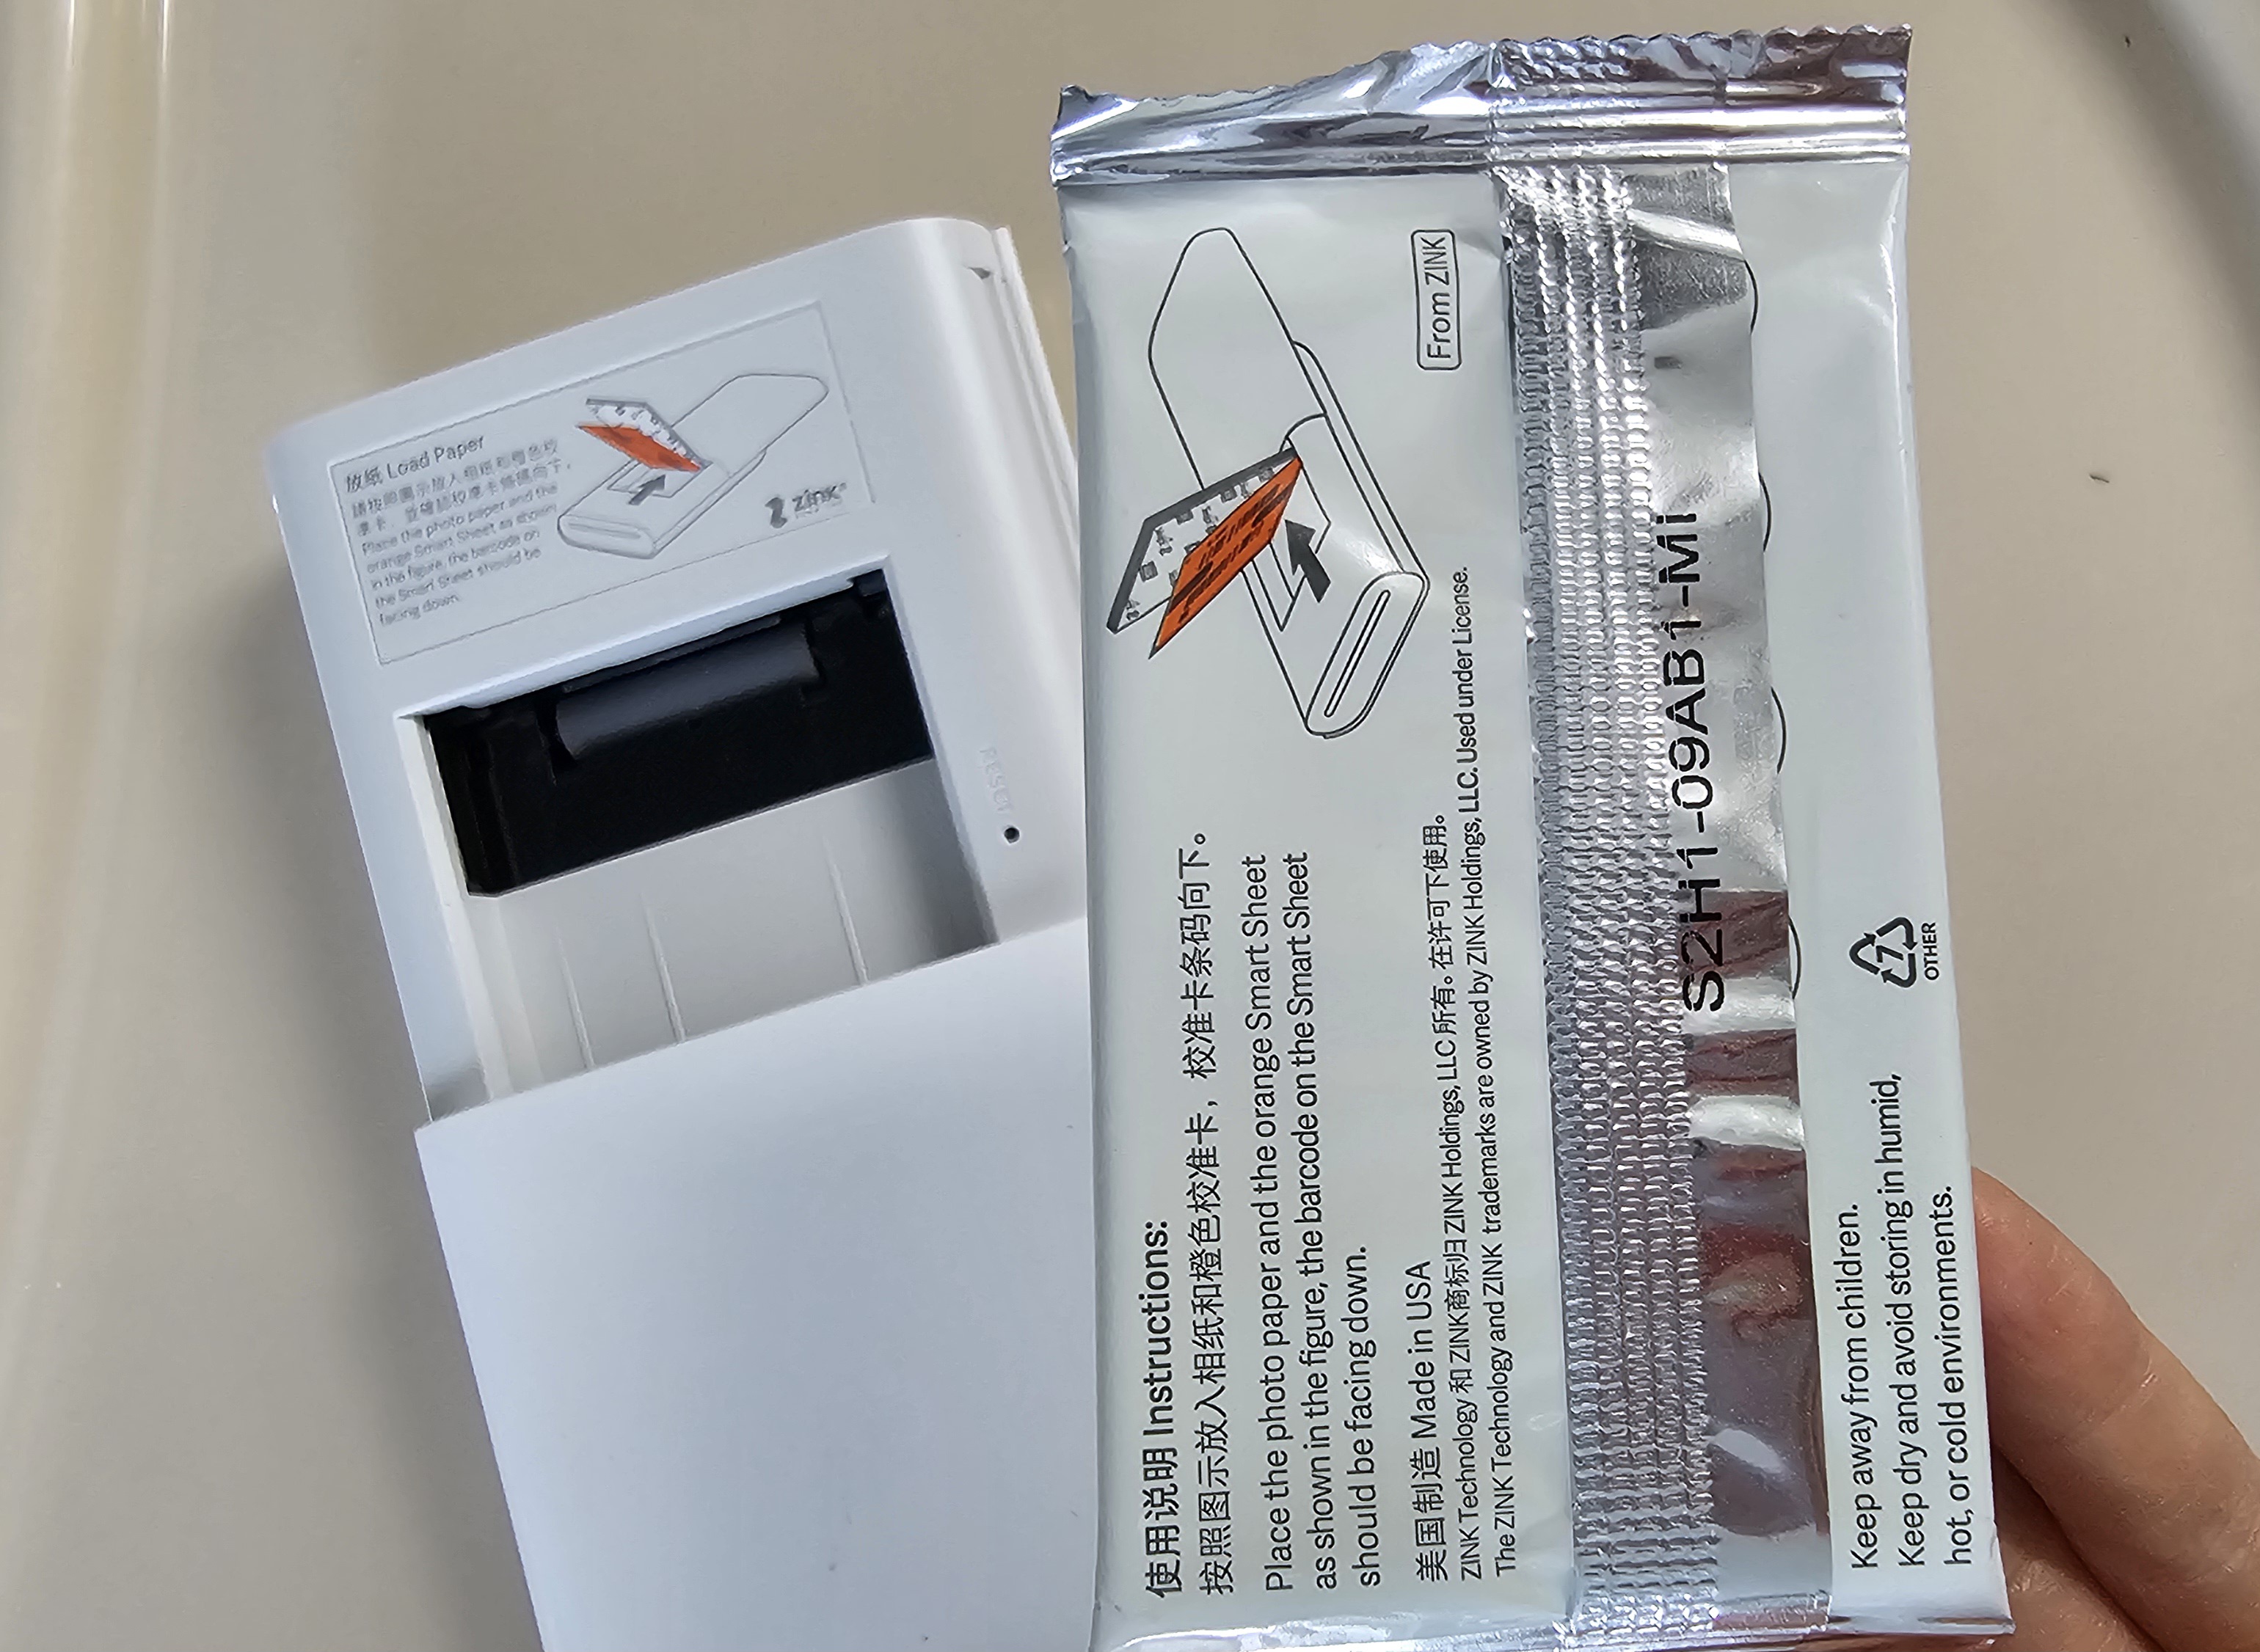 放紙 Load Paper
Place the photo paper and the
orange Smart Sheet as shown
in the figure, the barcode on
the Smart Sheet should be
facing down.
zink
RESET
使用说明 Instructions:
按照图示放入相纸和橙色校准卡，校准卡条码向下。
Place the photo paper and the orange Smart Sheet
as shown in the figure, the barcode on the Smart Sheet
should be facing down.
美国制造 Made in USA
ZINK Technology 和 ZINK商标归 ZINK Holdings, LLC 所有。在许可下使用。
The ZINK Technology and ZINK trademarks are owned by ZINK Holdings, LLC. Used under License.
From ZINK
S2H1-09AB1-Mi
Keep away from children.
Keep dry and avoid storing in humid,
hot, or cold environments.
7
OTHER